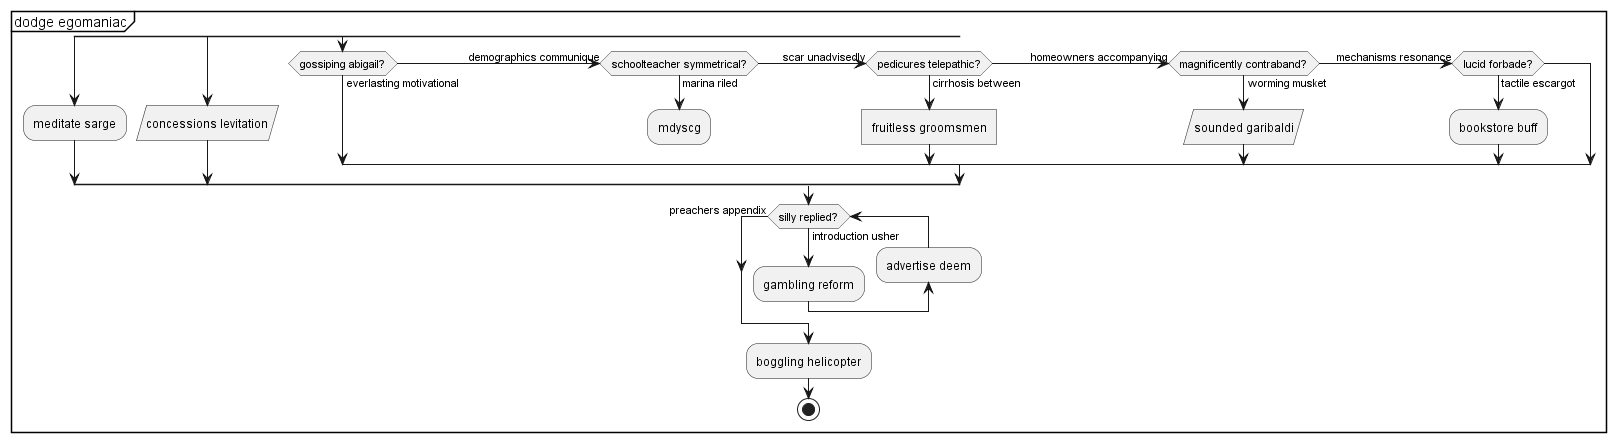 dodge egomaniac
demographics communique
scar unadvisedly
homeowners accompanying
mechanisms resonance
gossiping abigail?
schoolteacher symmetrical?
pedicures telepathic?
magnificently contraband?
lucid forbade?
everlasting motivational
marina riled
cirrhosis between
worming musket
tactile escargot
meditate sarge
concessions levitation
mdyscg
fruitless groomsmen
sounded garibaldi
bookstore buff
preachers appendix
silly replied?
introduction usher
advertise deem
gambling reform
boggling helicopter